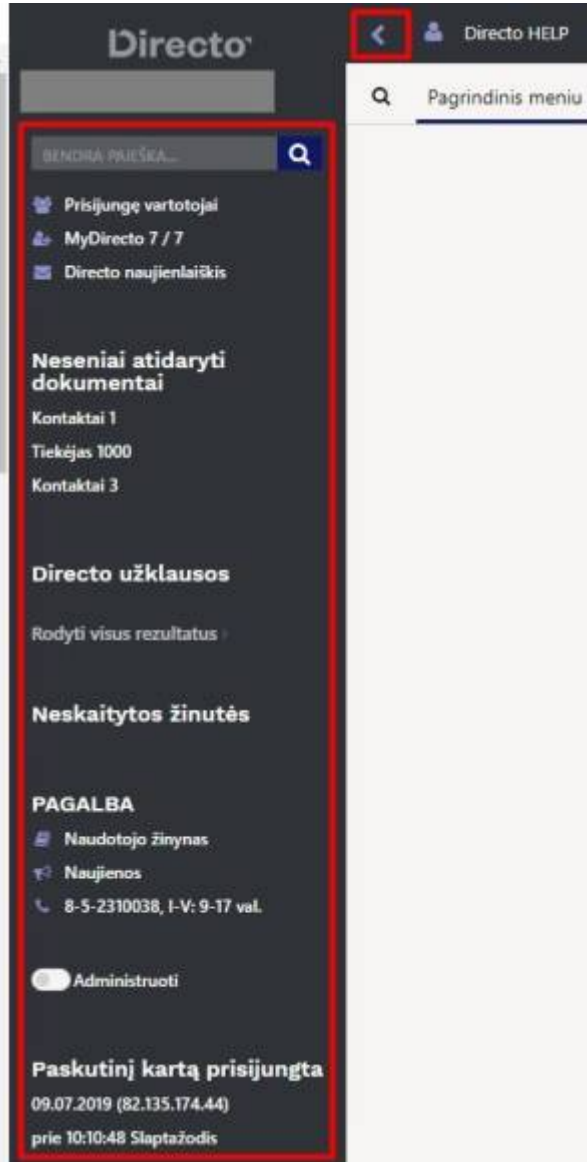 Directo
Directo HELP
Pagrindinis meniu
BENDRA PAIEŠKA...
Prisijungę vartotojai
MyDirecto 7 / 7
Directo naujienlaiškis
Neseniai atidaryti
dokumentai
Kontaktai 1
Tiekėjas 1000
Kontaktai 3
Directo užklausos
Rodyti visus rezultatus
Neskaitytos žinutės
PAGALBA
Naudotojo žinynas
Naujienos
8-5-2310038, I-V: 9-17 val.
Administruoti
Paskutinį kartą prisijungta
09.07.2019 (82.135.174.44)
prie 10:10:48 Slaptažodis